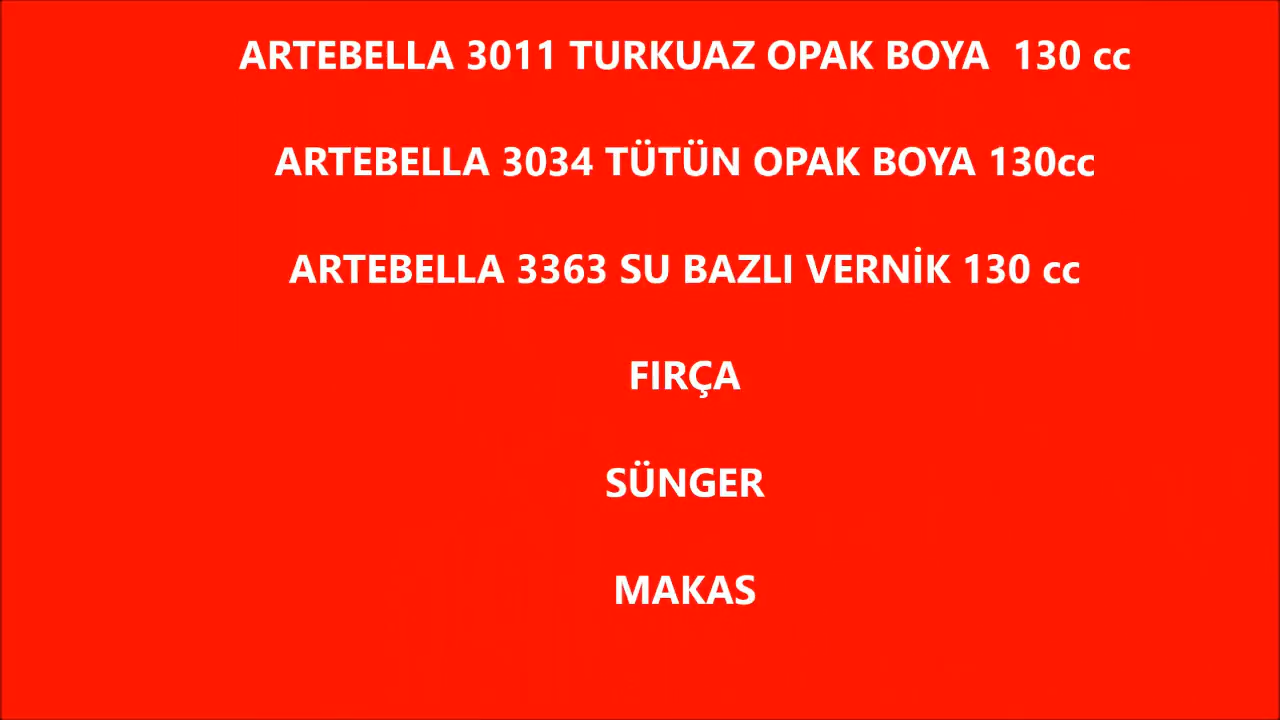 ARTEBELLA 3011 TURKUAZ OPAK BOYA  130 cc
ARTEBELLA 3034 TÜTÜN OPAK BOYA 130cc
ARTEBELLA 3363 SU BAZLI VERNİK 130 cc
FIRÇA
SÜNGER
MAKAS